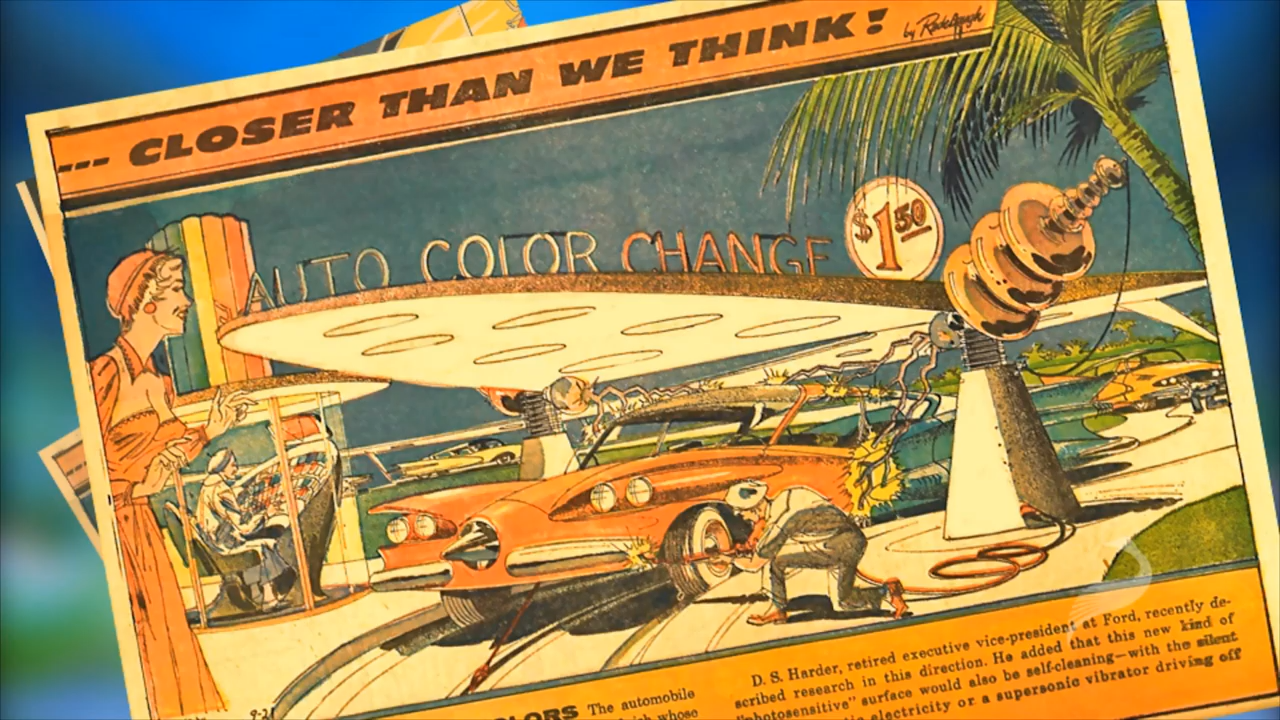 --- CLOSER THAN WE THINK!
by Radebaugh
AUTO COLOR CHANGE
$1.50
D. S. Harder, retired executive vice-president at Ford, recently de-
scribed research in this direction. He added that this new kind of
"photosensitive" surface would also be self-cleaning—with the silent
electricity or a supersonic vibrator driving off
The automobile
whose